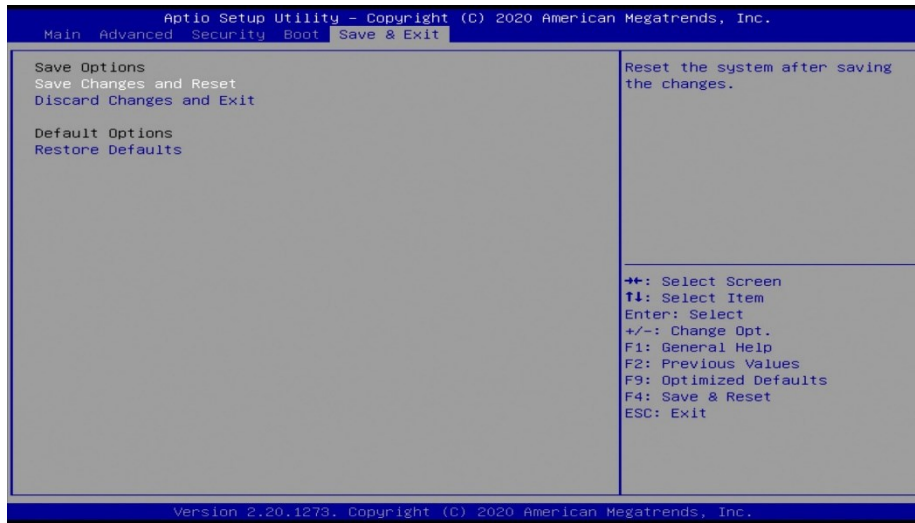 Aptio Setup Utility – Copyright (C) 2020 American Megatrends, Inc.
Main Advanced Security Boot Save & Exit
Save Options
Save Changes and Reset
Discard Changes and Exit
Default Options
Restore Defaults
Reset the system after saving
the changes.
→←: Select Screen
↑↓: Select Item
Enter: Select
+/-: Change Opt.
F1: General Help
F2: Previous Values
F9: Optimized Defaults
F4: Save & Reset
ESC: Exit
Version 2.20.1273. Copyright (C) 2020 American Megatrends, Inc.